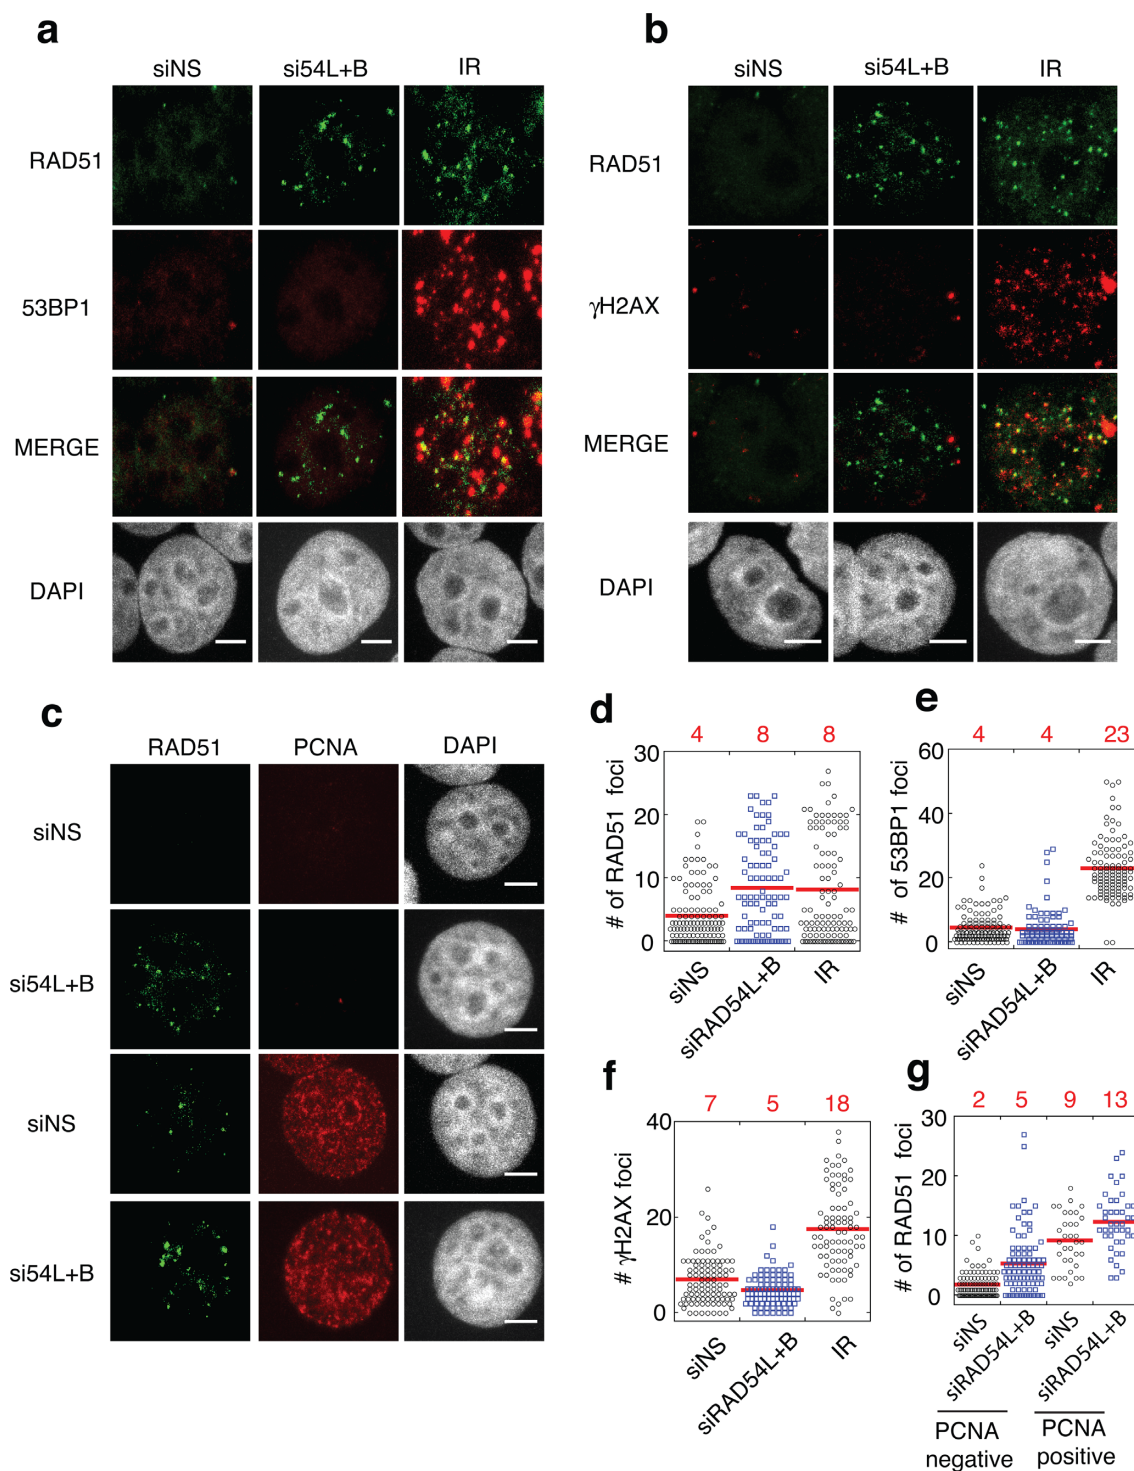 a
siNS si54L+B IR
RAD51
53BP1
MERGE
DAPI
b
siNS si54L+B IR
RAD51
γH2AX
MERGE
DAPI
c
RAD51 PCNA DAPI
siNS
si54L+B
siNS
si54L+B
d
4 8 8
# of RAD51 foci
30
20
10
0
siNS siRAD54L+B IR
e
4 4 23
# of 53BP1 foci
60
40
20
0
siNS siRAD54L+B IR
f
7 5 18
# γH2AX foci
40
20
0
siNS siRAD54L+B IR
g
2 5 9 13
# of RAD51 foci
30
20
10
0
siNS siRAD54L+B siNS siRAD54L+B
PCNA PCNA
negative positive